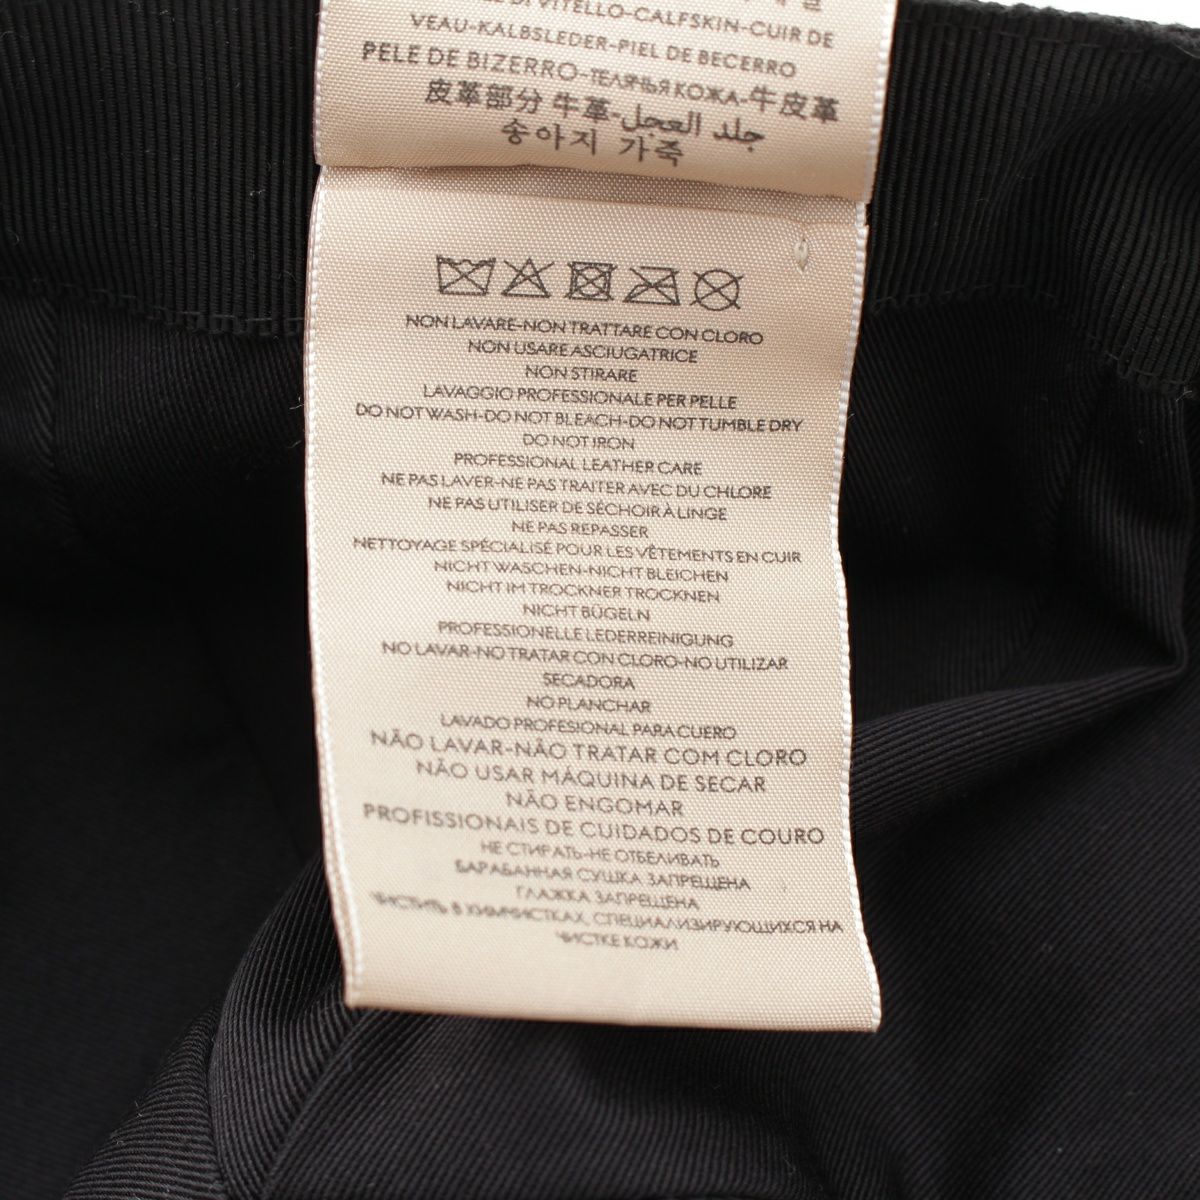 DI VITELLO-CALFSKIN-CUIR DE
VEAU-KALBSLEDER-PIEL DE BECERRO
PELE DE BIZERRO-ТЕЛЯЧЬЯ КОЖА-牛皮革
皮革部分 牛革-جلد العجل
송아지 가죽
NON LAVARE-NON TRATTARE CON CLORO
NON USARE ASCIUGATRICE
NON STIRARE
LAVAGGIO PROFESSIONALE PER PELLE
DO NOT WASH-DO NOT BLEACH-DO NOT TUMBLE DRY
DO NOT IRON
PROFESSIONAL LEATHER CARE
NE PAS LAVER-NE PAS TRAITER AVEC DU CHLORE
NE PAS UTILISER DE SÉCHOIR À LINGE
NE PAS REPASSER
NETTOYAGE SPÉCIALISÉ POUR LES VÊTEMENTS EN CUIR
NICHT WASCHEN-NICHT BLEICHEN
NICHT IM TROCKNER TROCKNEN
NICHT BÜGELN
PROFESSIONELLE LEDERREINIGUNG
NO LAVAR-NO TRATAR CON CLORO-NO UTILIZAR
SECADORA
NO PLANCHAR
LAVADO PROFESIONAL PARA CUERO
NÃO LAVAR-NÃO TRATAR COM CLORO
NÃO USAR MÁQUINA DE SECAR
NÃO ENGOMAR
PROFISSIONAIS DE CUIDADOS DE COURO
НЕ СТИРАТЬ-НЕ ОТБЕЛИВАТЬ
БАРАБАННАЯ СУШКА ЗАПРЕЩЕНА
ГЛАЖКА ЗАПРЕЩЕНА
ЧИСТИТЬ В ХИМЧИСТКАХ, СПЕЦИАЛИЗИРУЮЩИХСЯ НА
ЧИСТКЕ КОЖИ